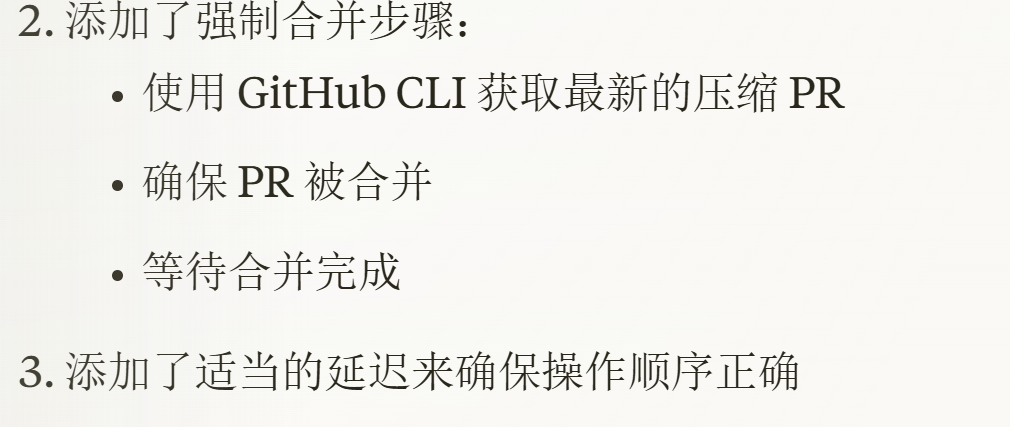 2. 添加了强制合并步骤：
• 使用 GitHub CLI 获取最新的压缩 PR
• 确保 PR 被合并
• 等待合并完成
3. 添加了适当的延迟来确保操作顺序正确